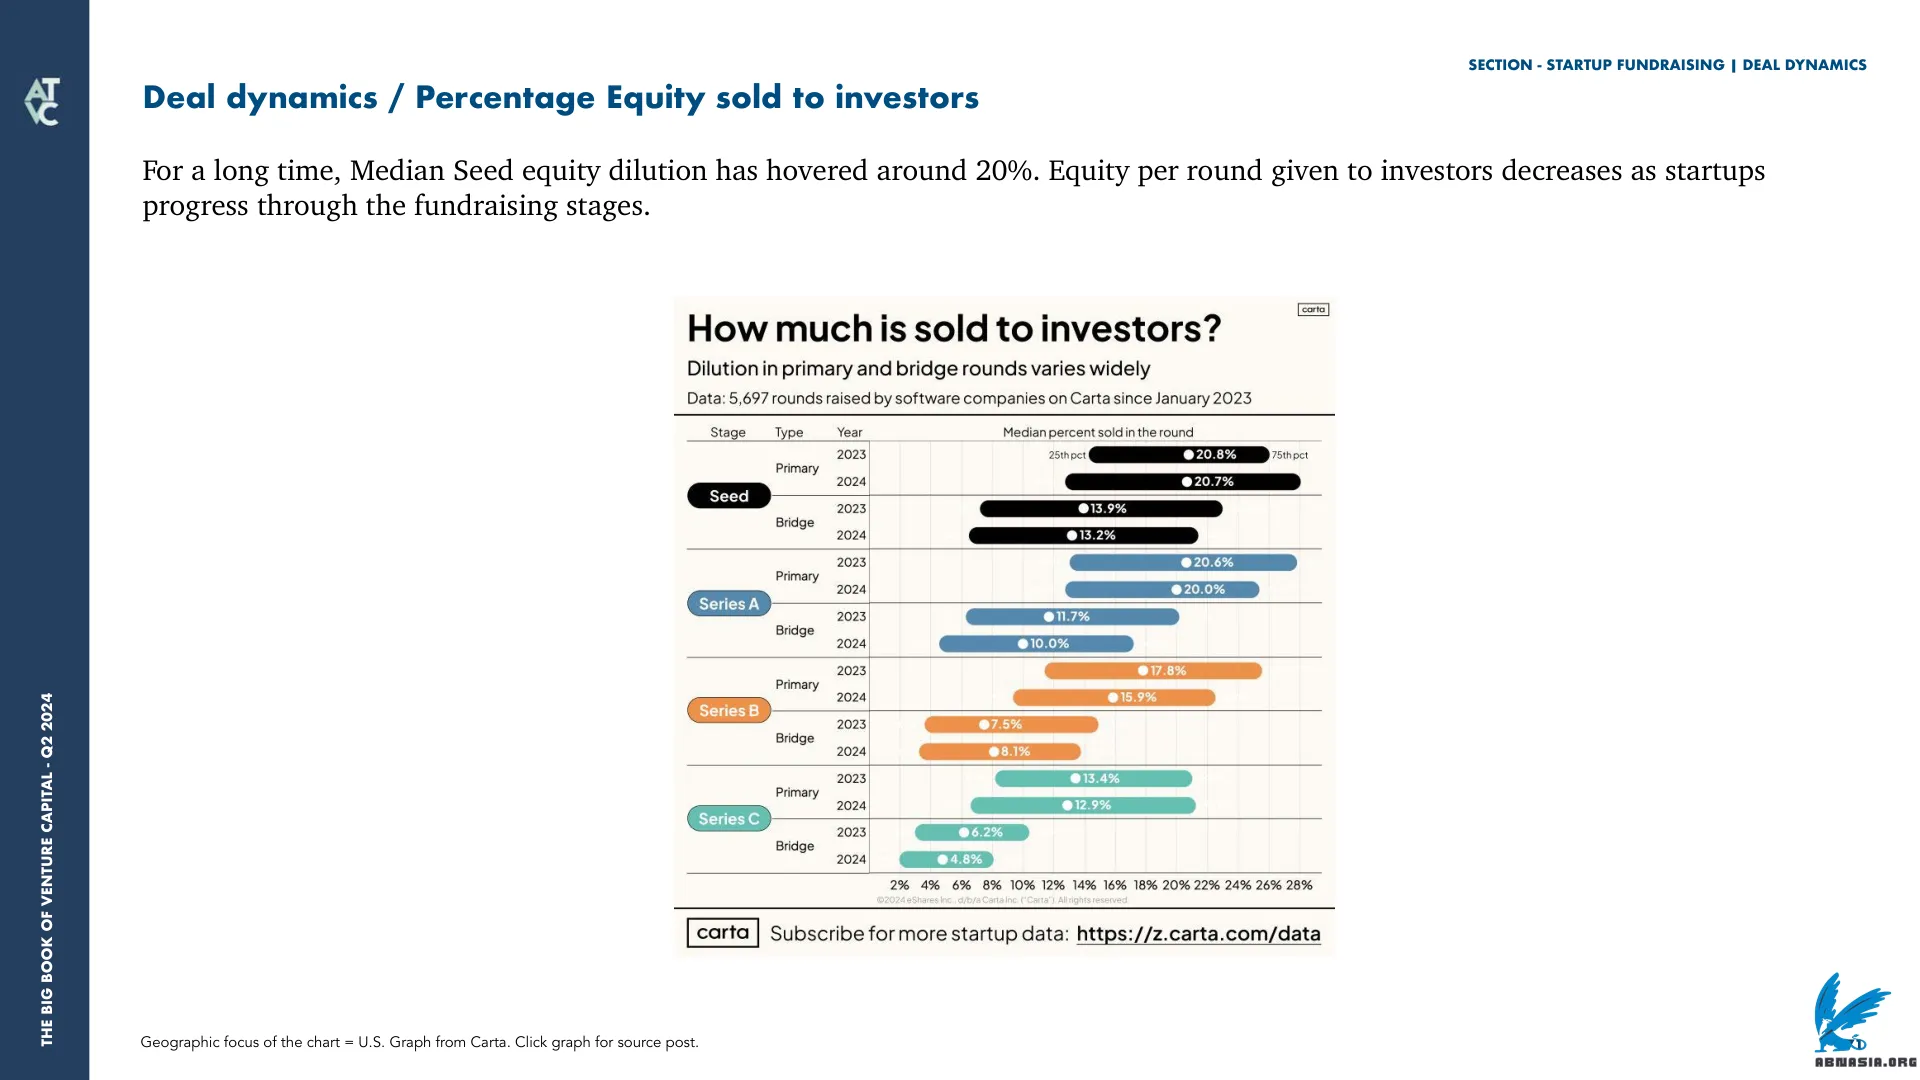 SECTION - STARTUP FUNDRAISING | DEAL DYNAMICS
ATVC
Deal dynamics / Percentage Equity sold to investors
For a long time, Median Seed equity dilution has hovered around 20%. Equity per round given to investors decreases as startups
progress through the fundraising stages.
carta
How much is sold to investors?
Dilution in primary and bridge rounds varies widely
Data: 5,697 rounds raised by software companies on Carta since January 2023
Stage Type Year Median percent sold in the round
Seed
Primary
2023 25th pct 20.8% 75th pct
2024 20.7%
Bridge
2023 13.9%
2024 13.2%
Series A
Primary
2023 20.6%
2024 20.0%
Bridge
2023 11.7%
2024 10.0%
Series B
Primary
2023 17.8%
2024 15.9%
Bridge
2023 7.5%
2024 8.1%
Series C
Primary
2023 13.4%
2024 12.9%
Bridge
2023 6.2%
2024 4.8%
2% 4% 6% 8% 10% 12% 14% 16% 18% 20% 22% 24% 26% 28%
©2024 eShares Inc., d/b/a Carta Inc. ("Carta"). All rights reserved.
carta Subscribe for more startup data: https://z.carta.com/data
THE BIG BOOK OF VENTURE CAPITAL - Q2 2024
Geographic focus of the chart = U.S. Graph from Carta. Click graph for source post.
ABNASIA.ORG